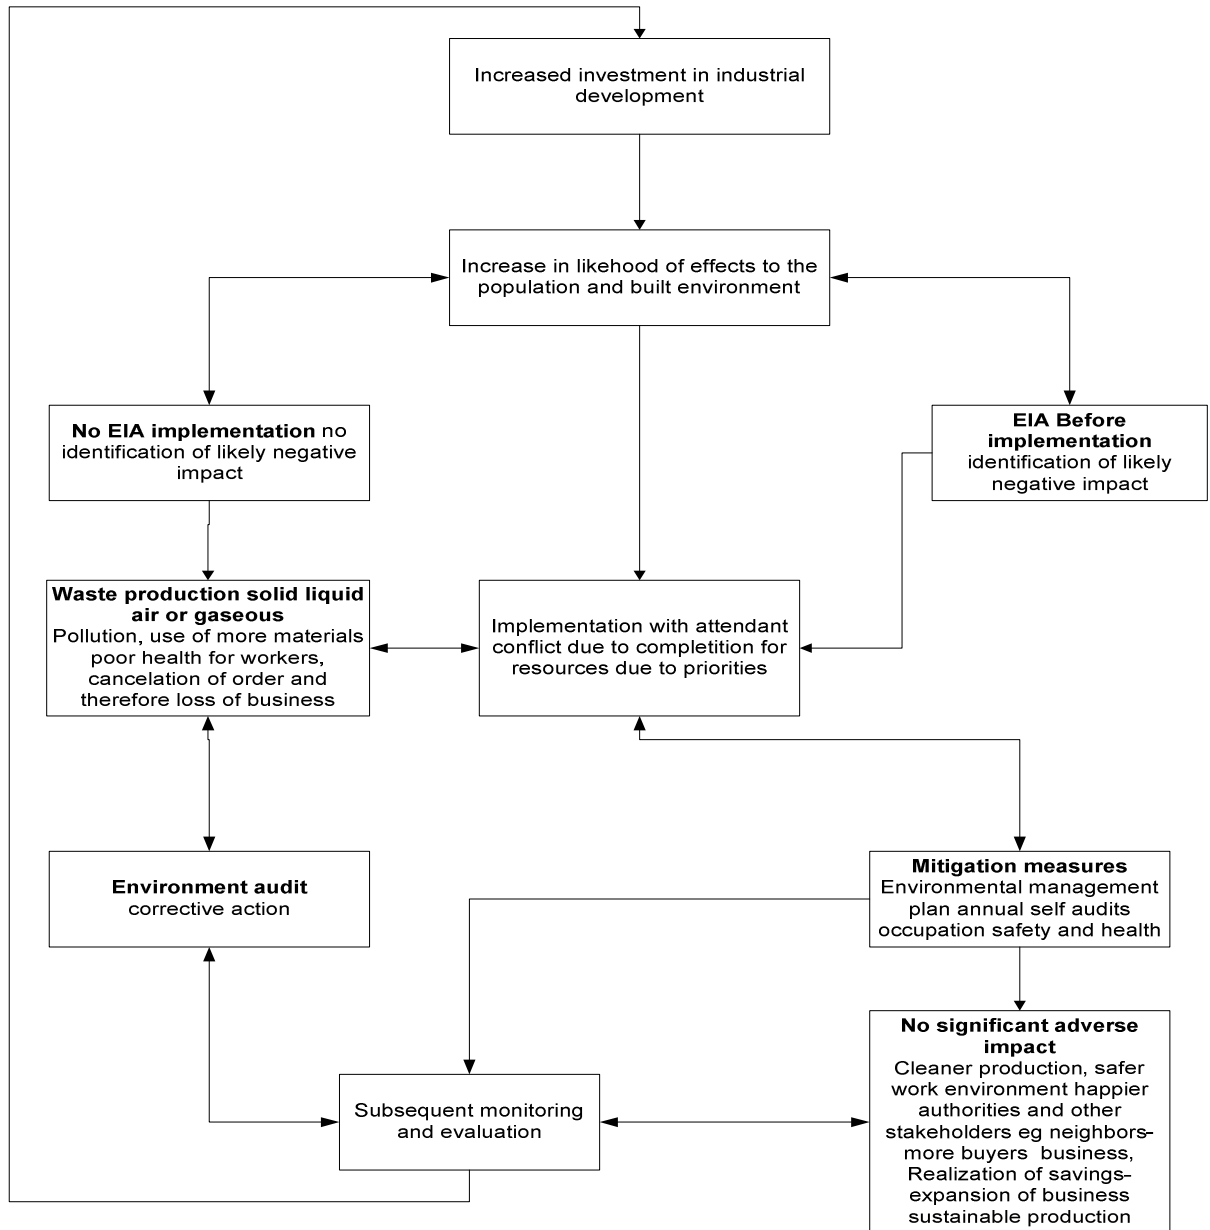 Increased investment in industrial
development
Increase in likehood of effects to the
population and built environment
No EIA implementation no
identification of likely negative
impact
EIA Before
implementation
identification of likely
negative impact
Waste production solid liquid
air or gaseous
Pollution, use of more materials
poor health for workers,
cancelation of order and
therefore loss of business
Implementation with attendant
conflict due to completition for
resources due to priorities
Environment audit
corrective action
Mitigation measures
Environmental management
plan annual self audits
occupation safety and health
Subsequent monitoring
and evaluation
No significant adverse
impact
Cleaner production, safer
work environment happier
authorities and other
stakeholders eg neighbors–
more buyers business,
Realization of savings–
expansion of business
sustainable production